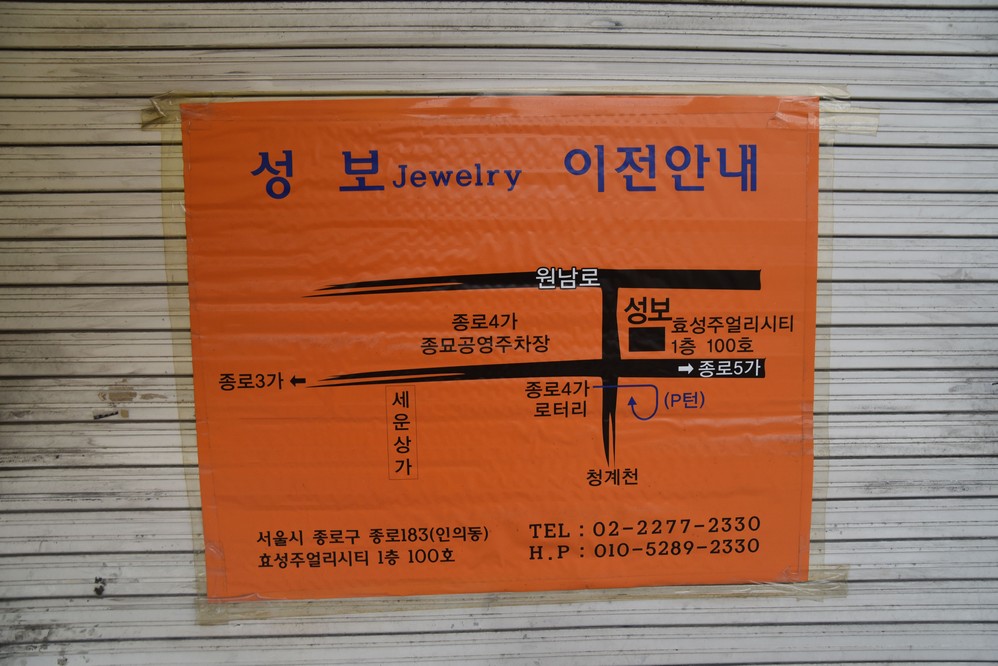 성 보 Jewelry 이전안내
원남로
성보
효성주얼리시티
1층 100호
종로4가
종묘공영주차장
종로3가 ←
→ 종로5가
종로4가
로터리
(P턴)
세운상가
청계천
서울시 종로구 종로183(인의동)
효성주얼리시티 1층 100호
TEL : 02-2277-2330
H.P : 010-5289-2330